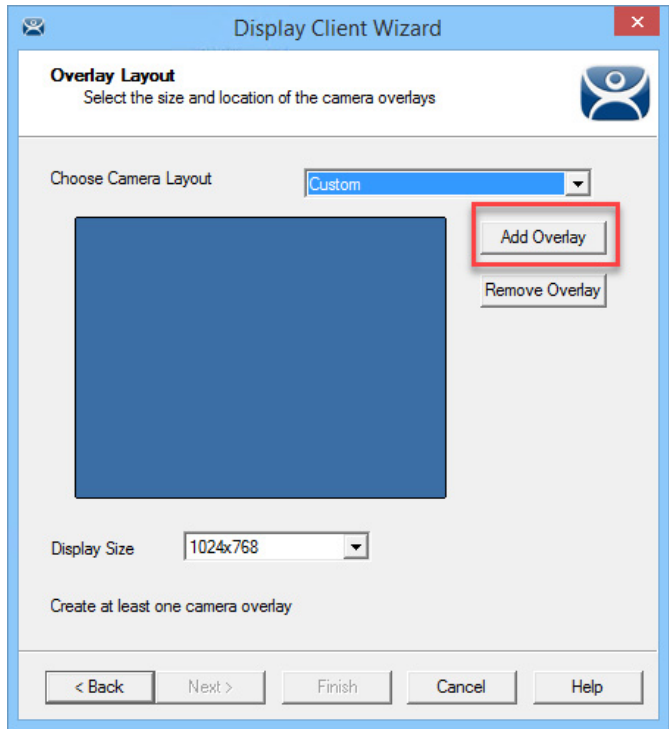 Display Client Wizard
Overlay Layout
Select the size and location of the camera overlays
Choose Camera Layout
Custom
Add Overlay
Remove Overlay
Display Size
1024x768
Create at least one camera overlay
< Back
Next >
Finish
Cancel
Help